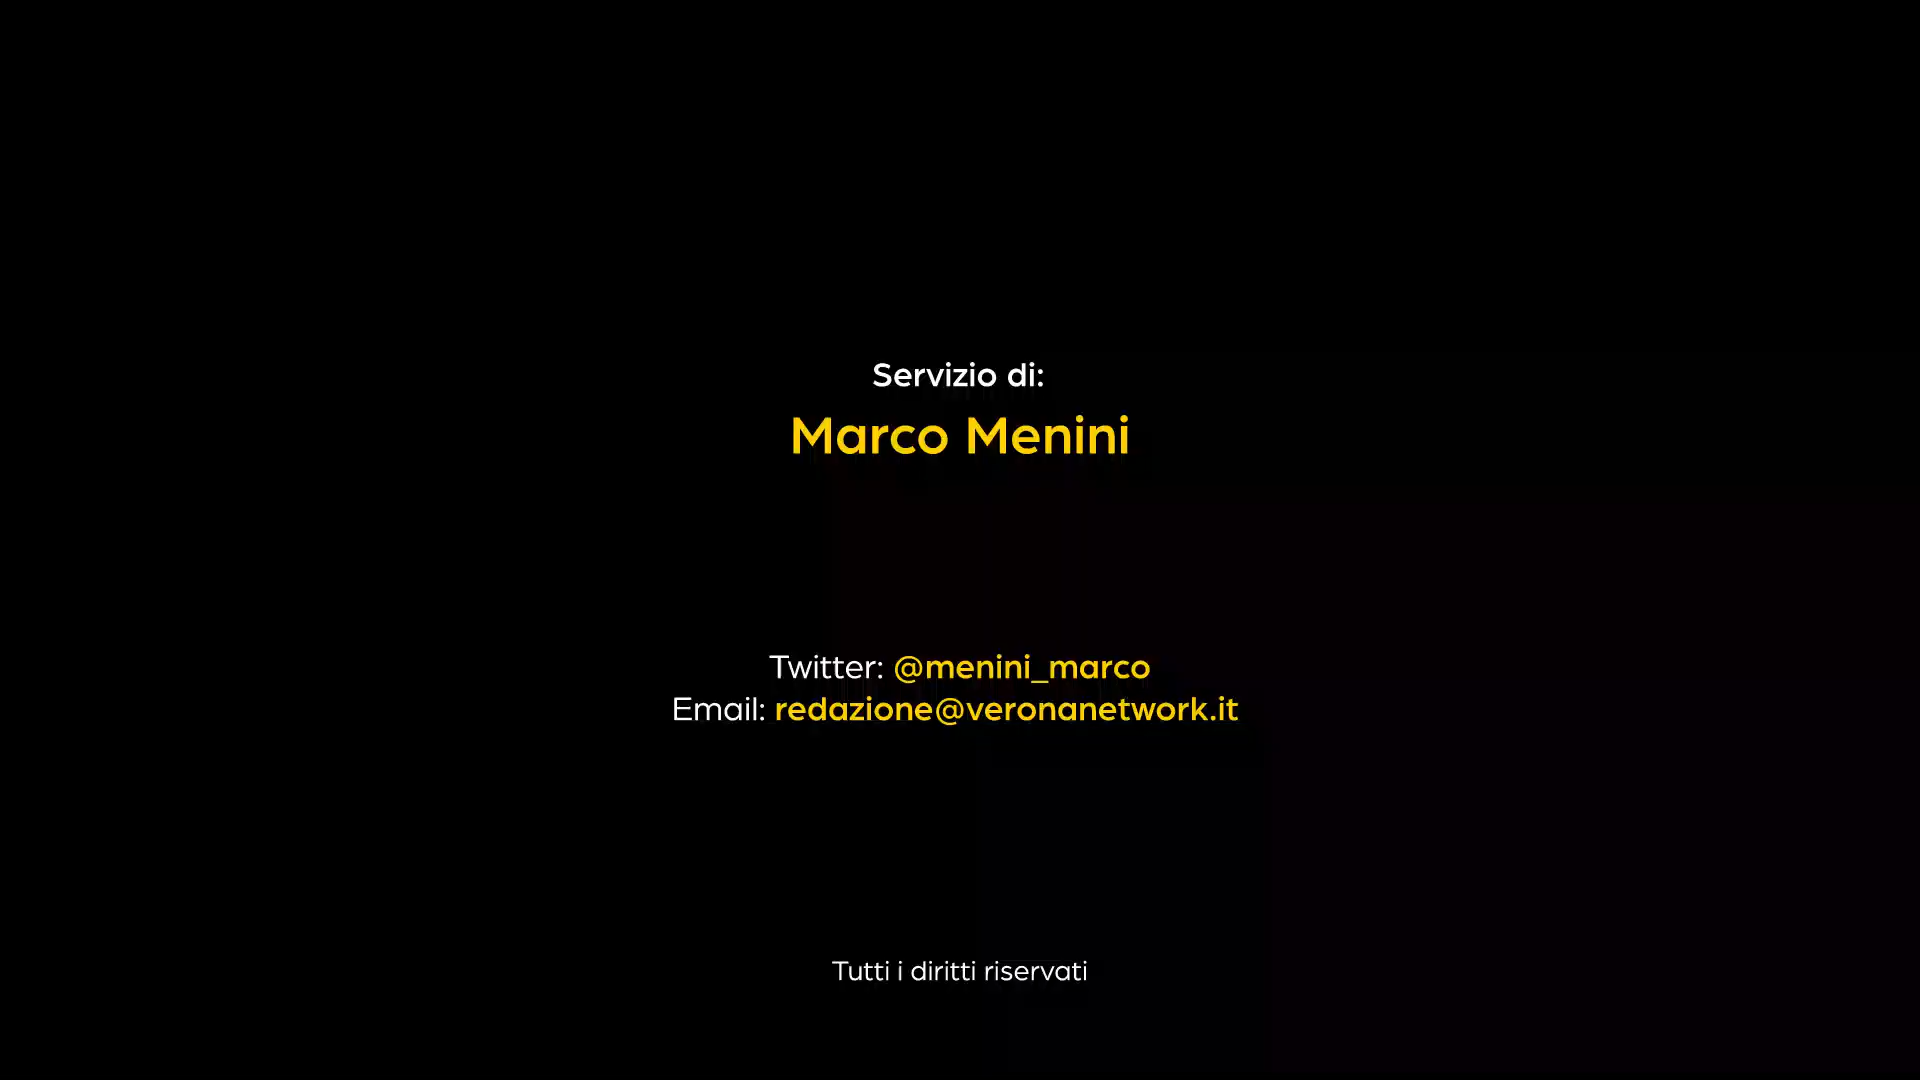 Servizio di:
Marco Menini
Twitter: @menini_marco
Email: redazione@veronanetwork.it
Tutti i diritti riservati